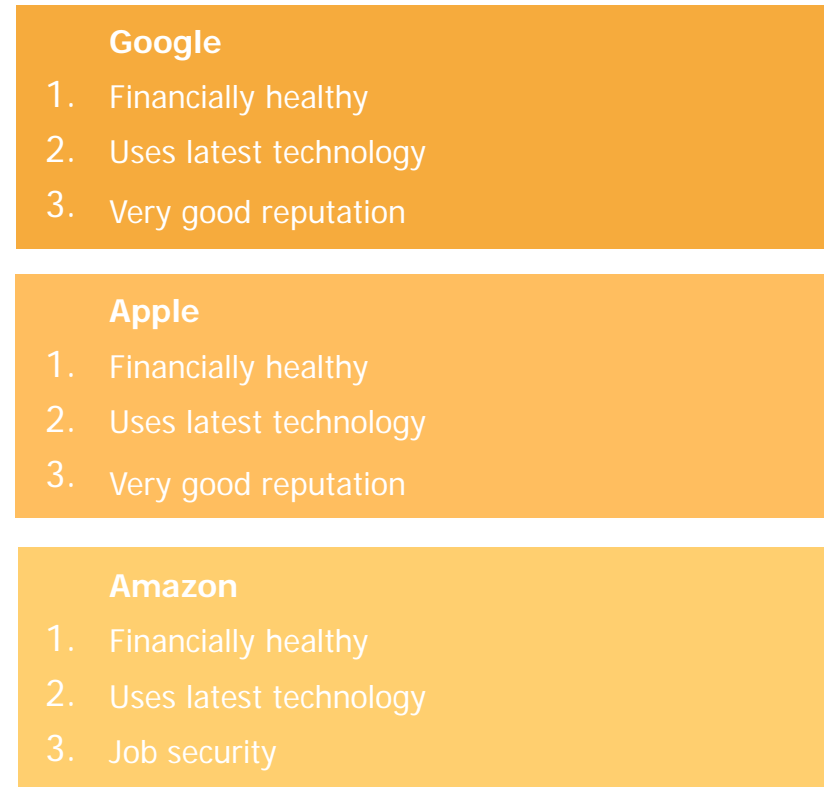 Google
1. Financially healthy
2. Uses latest technology
3. Very good reputation
Apple
1. Financially healthy
2. Uses latest technology
3. Very good reputation
Amazon
1. Financially healthy
2. Uses latest technology
3. Job security